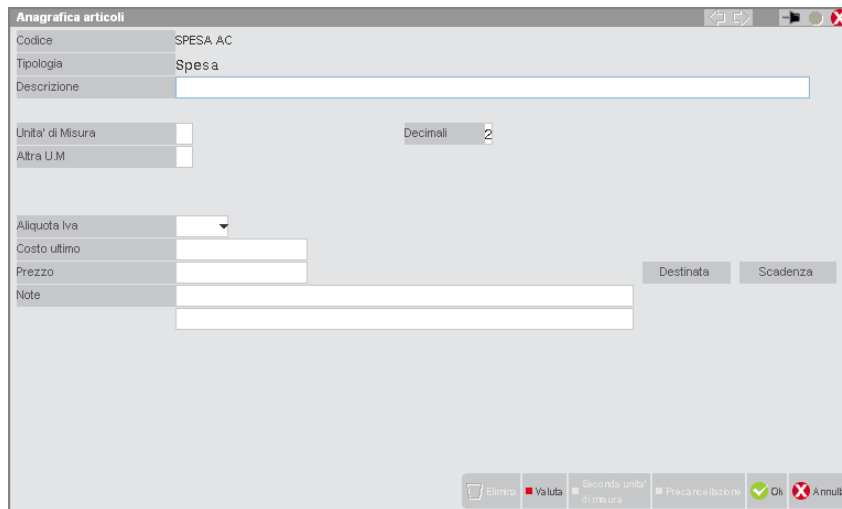 Anagrafica articoli
Codice SPESA AC
Tipologia Spesa
Descrizione
Unita' di Misura Decimali 2
Altra U.M
Aliquota Iva
Costo ultimo
Prezzo Destinata Scadenza
Note
Elimina Valuta Seconda unita' di misura Precancellazione Ok Annulla